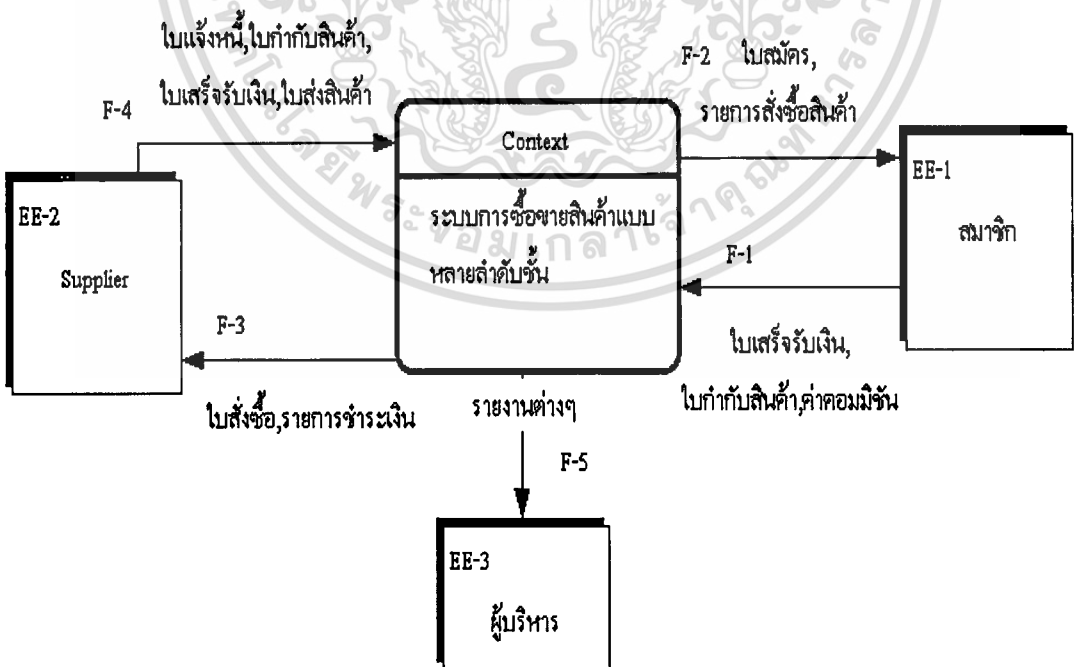 ใบแจ้งหนี้,ใบกำกับสินค้า,
ใบเสร็จรับเงิน,ใบส่งสินค้า
F-4
F-2 ใบสมัคร,
รายการสั่งซื้อสินค้า
Context
ระบบการซื้อขายสินค้าแบบ
หลายลำดับชั้น
EE-2
Supplier
EE-1
สมาชิก
F-1
ใบเสร็จรับเงิน,
ใบกำกับสินค้า,ค่าคอมมิชัน
F-3
ใบสั่งซื้อ,รายการชำระเงิน
รายงานต่างๆ
F-5
EE-3
ผู้บริหาร